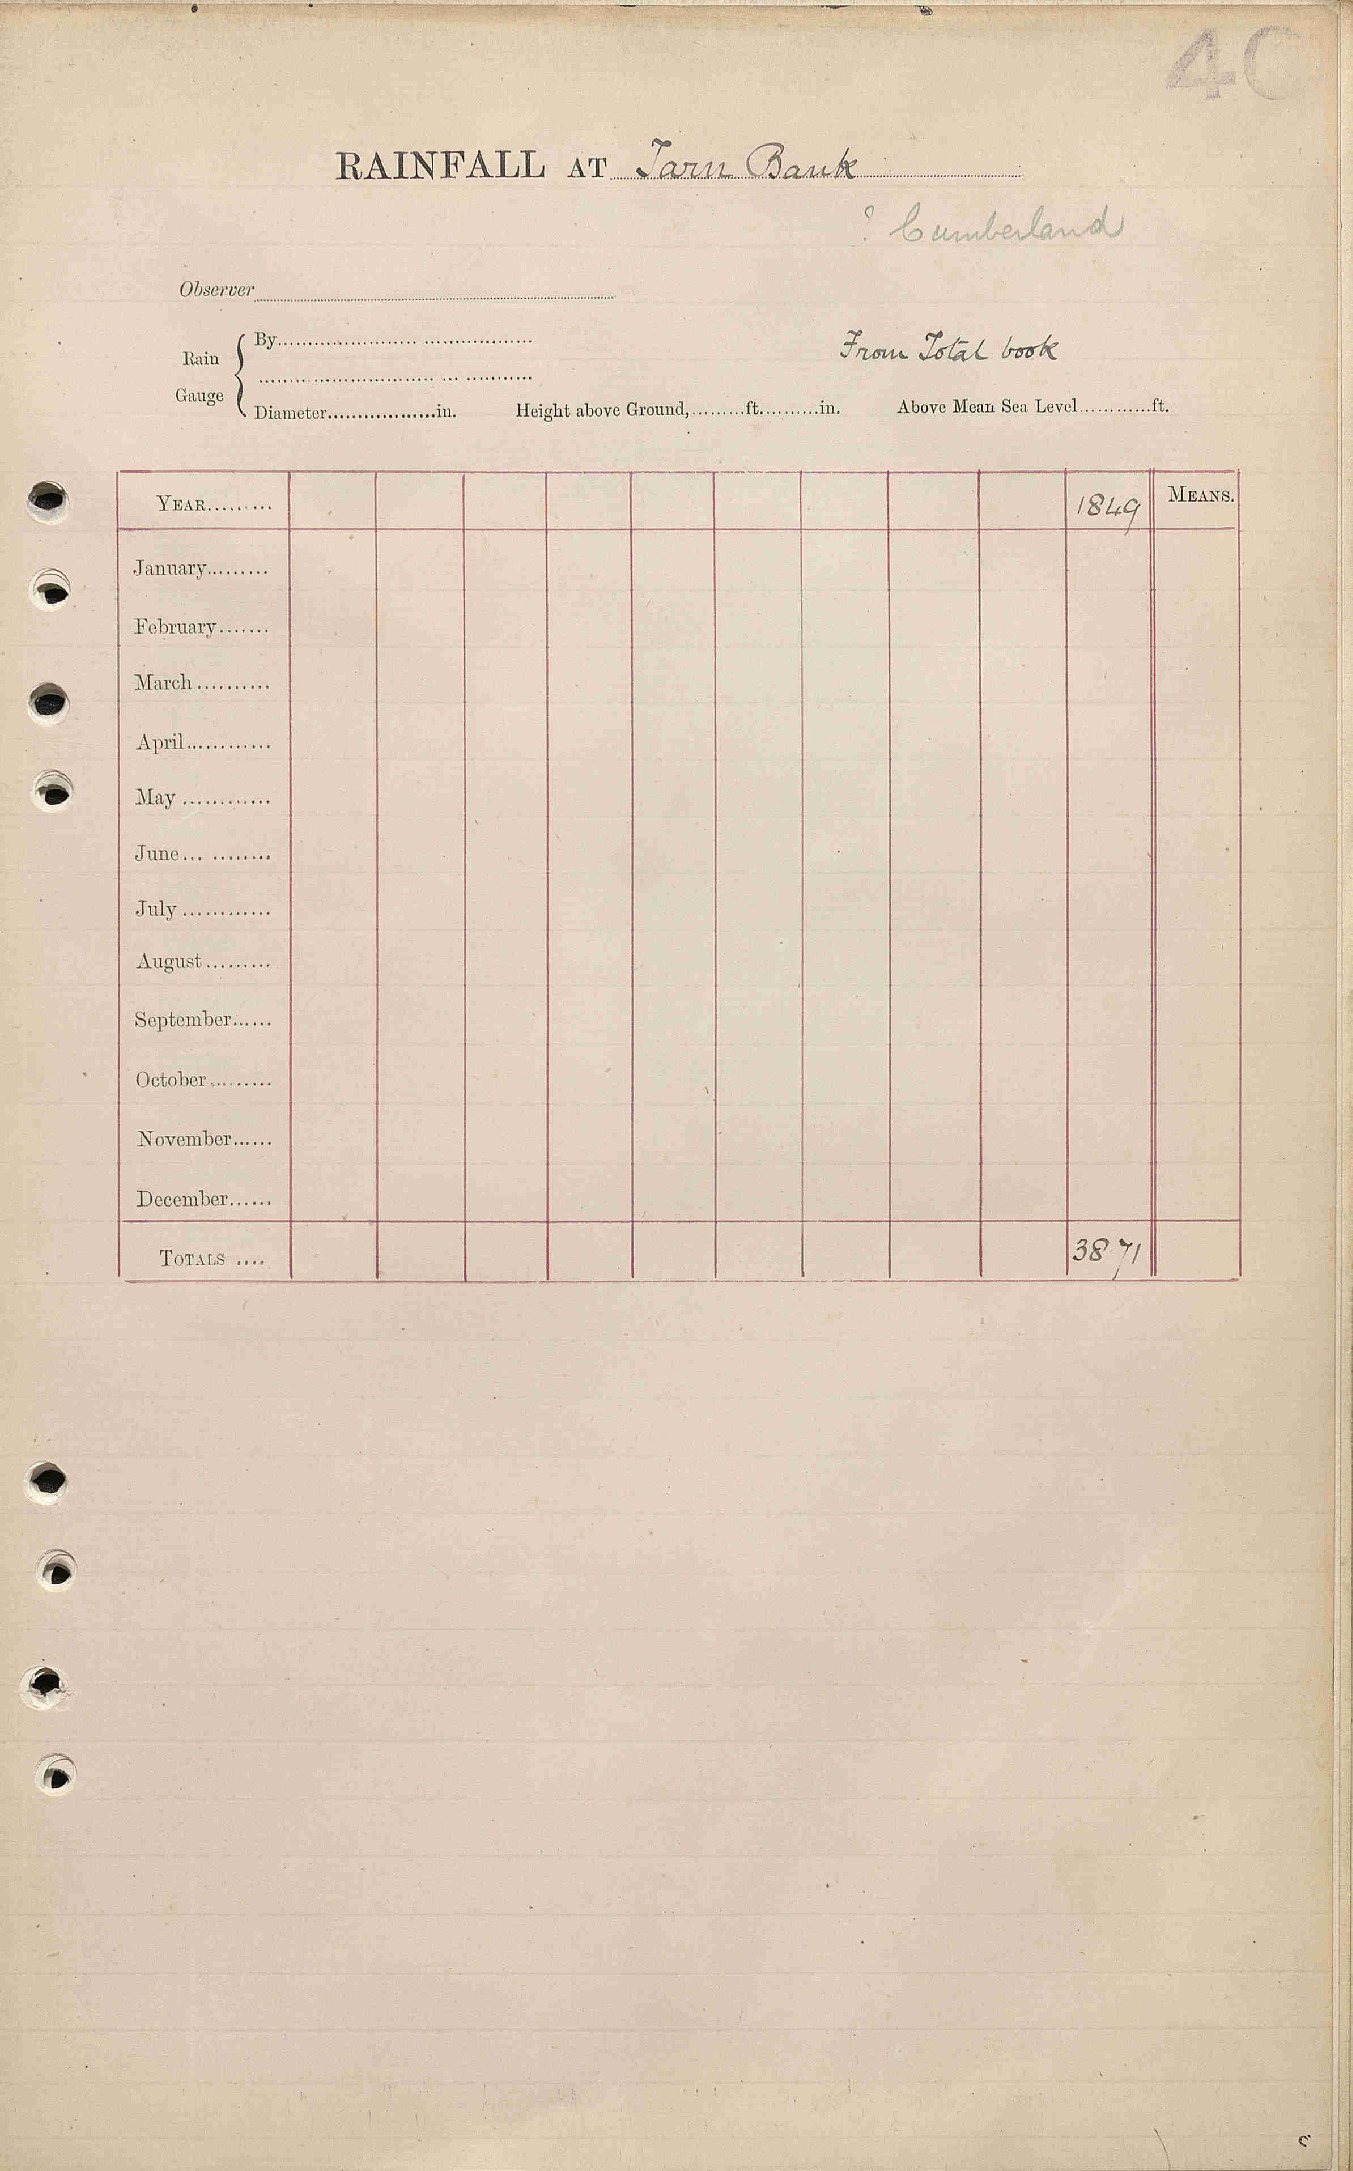 40
RAINFALL AT Tarn Bank
? Cumberland
Observer
Rain Gauge
By
From Total book
Diameter..................in. Height above Ground,.........ft..........in. Above Mean Sea Level............ft.
YEAR......... 1849 MEANS.
January.........
February.......
March..........
April............
May ............
June... ........
July ............
August.........
September......
October.........
November......
December......
TOTALS .... 38.71